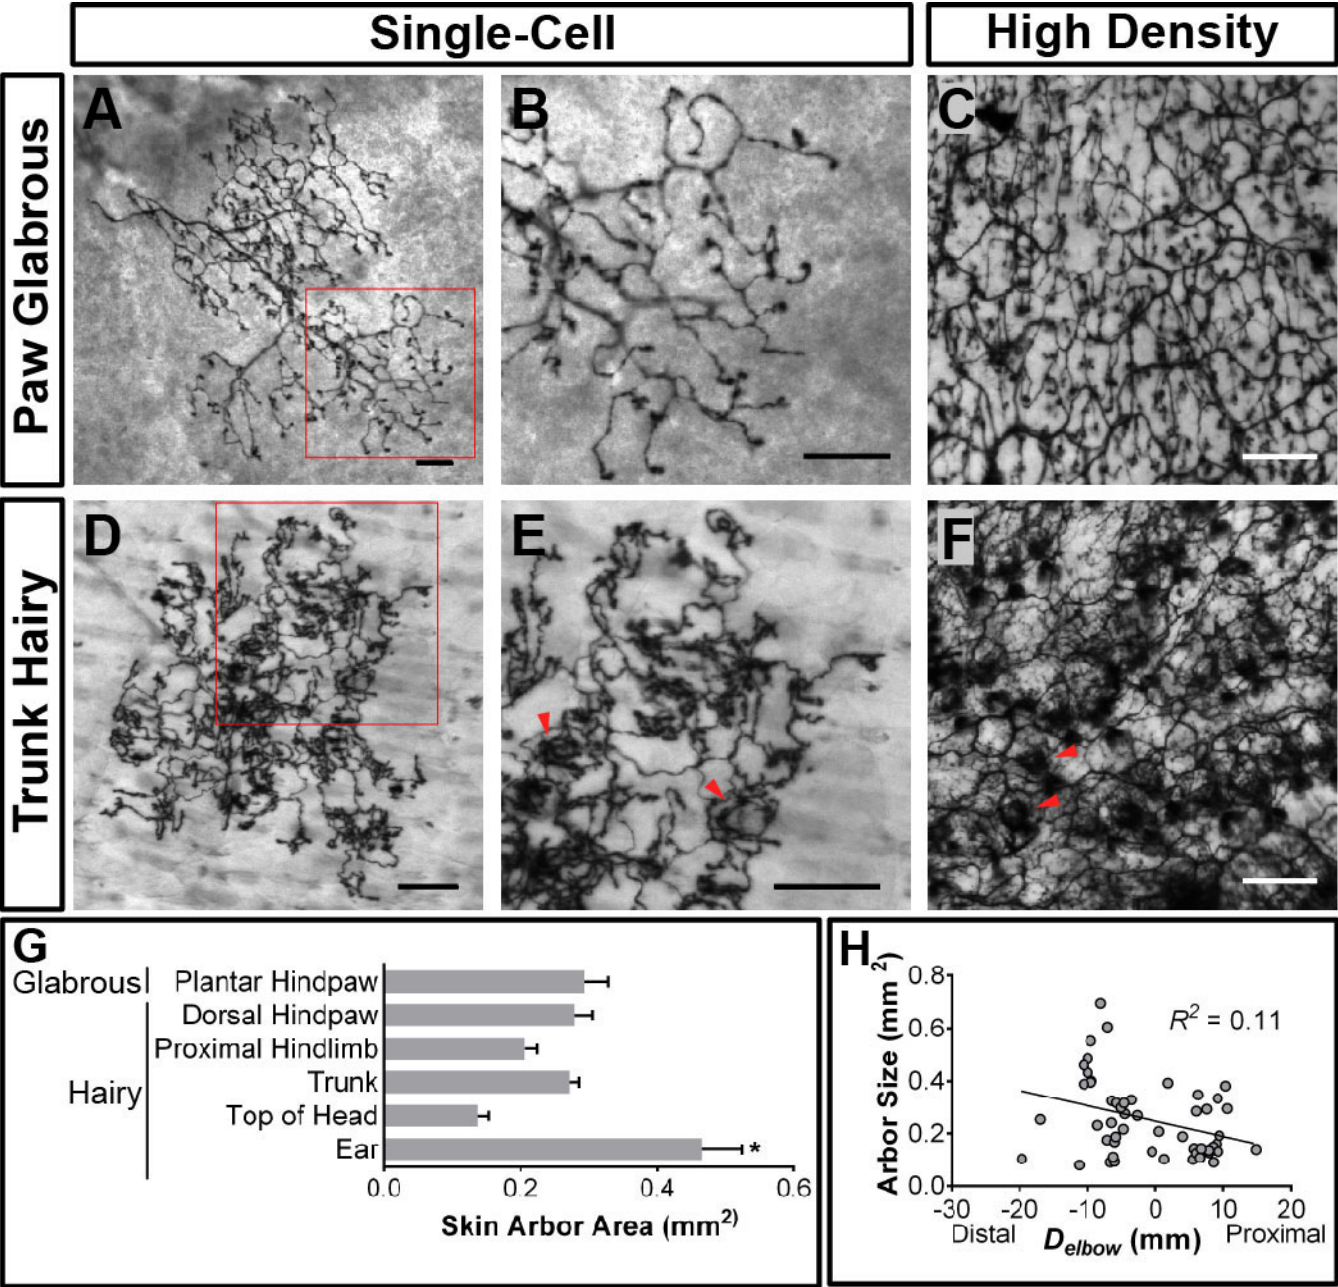 Single-Cell
High Density
Paw Glabrous
A
B
C
Trunk Hairy
D
E
F
G
Glabrous
Plantar Hindpaw
Dorsal Hindpaw
Proximal Hindlimb
Hairy
Trunk
Top of Head
Ear
*
0.0 0.2 0.4 0.6
Skin Arbor Area (mm²)
H
Arbor Size (mm²)
0.8
0.6
0.4
0.2
0.0
R² = 0.11
-30 -20 -10 0 10 20
Distal
D elbow (mm)
Proximal